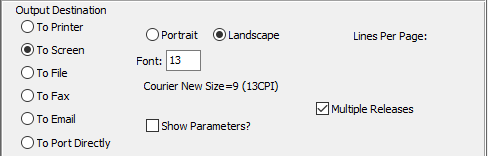 Output Destination
To Printer
To Screen
To File
To Fax
To Email
To Port Directly
Portrait
Landscape
Lines Per Page:
Font: 13
Courier New Size=9 (13CPI)
Multiple Releases
Show Parameters?